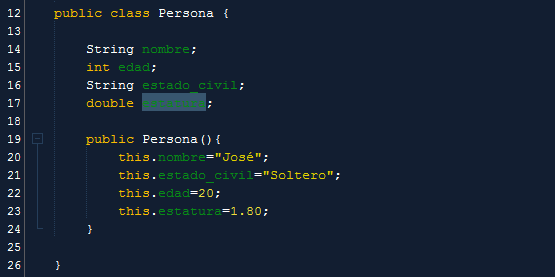 12 public class Persona {
13
14 String nombre;
15 int edad;
16 String estado_civil;
17 double estatura;
18
19 public Persona(){
20 this.nombre="José";
21 this.estado_civil="Soltero";
22 this.edad=20;
23 this.estatura=1.80;
24 }
25
26 }